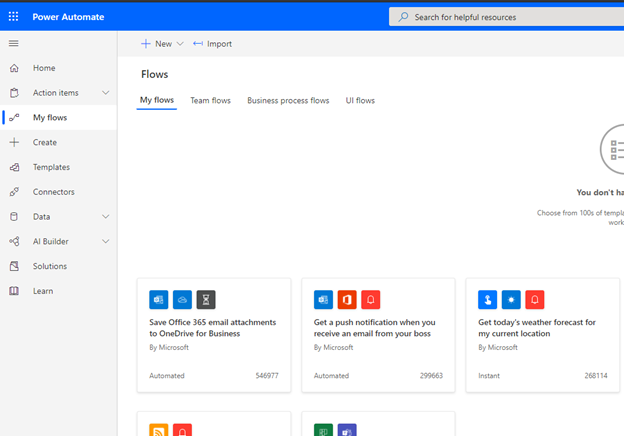 Power Automate
Search for helpful resources
New
Import
Home
Action items
My flows
Create
Templates
Connectors
Data
AI Builder
Solutions
Learn
Flows
My flows
Team flows
Business process flows
UI flows
You don't ha
Choose from 100s of templa
work
Save Office 365 email attachments
to OneDrive for Business
By Microsoft
Automated
546977
Get a push notification when you
receive an email from your boss
By Microsoft
Automated
299663
Get today's weather forecast for
my current location
By Microsoft
Instant
268114